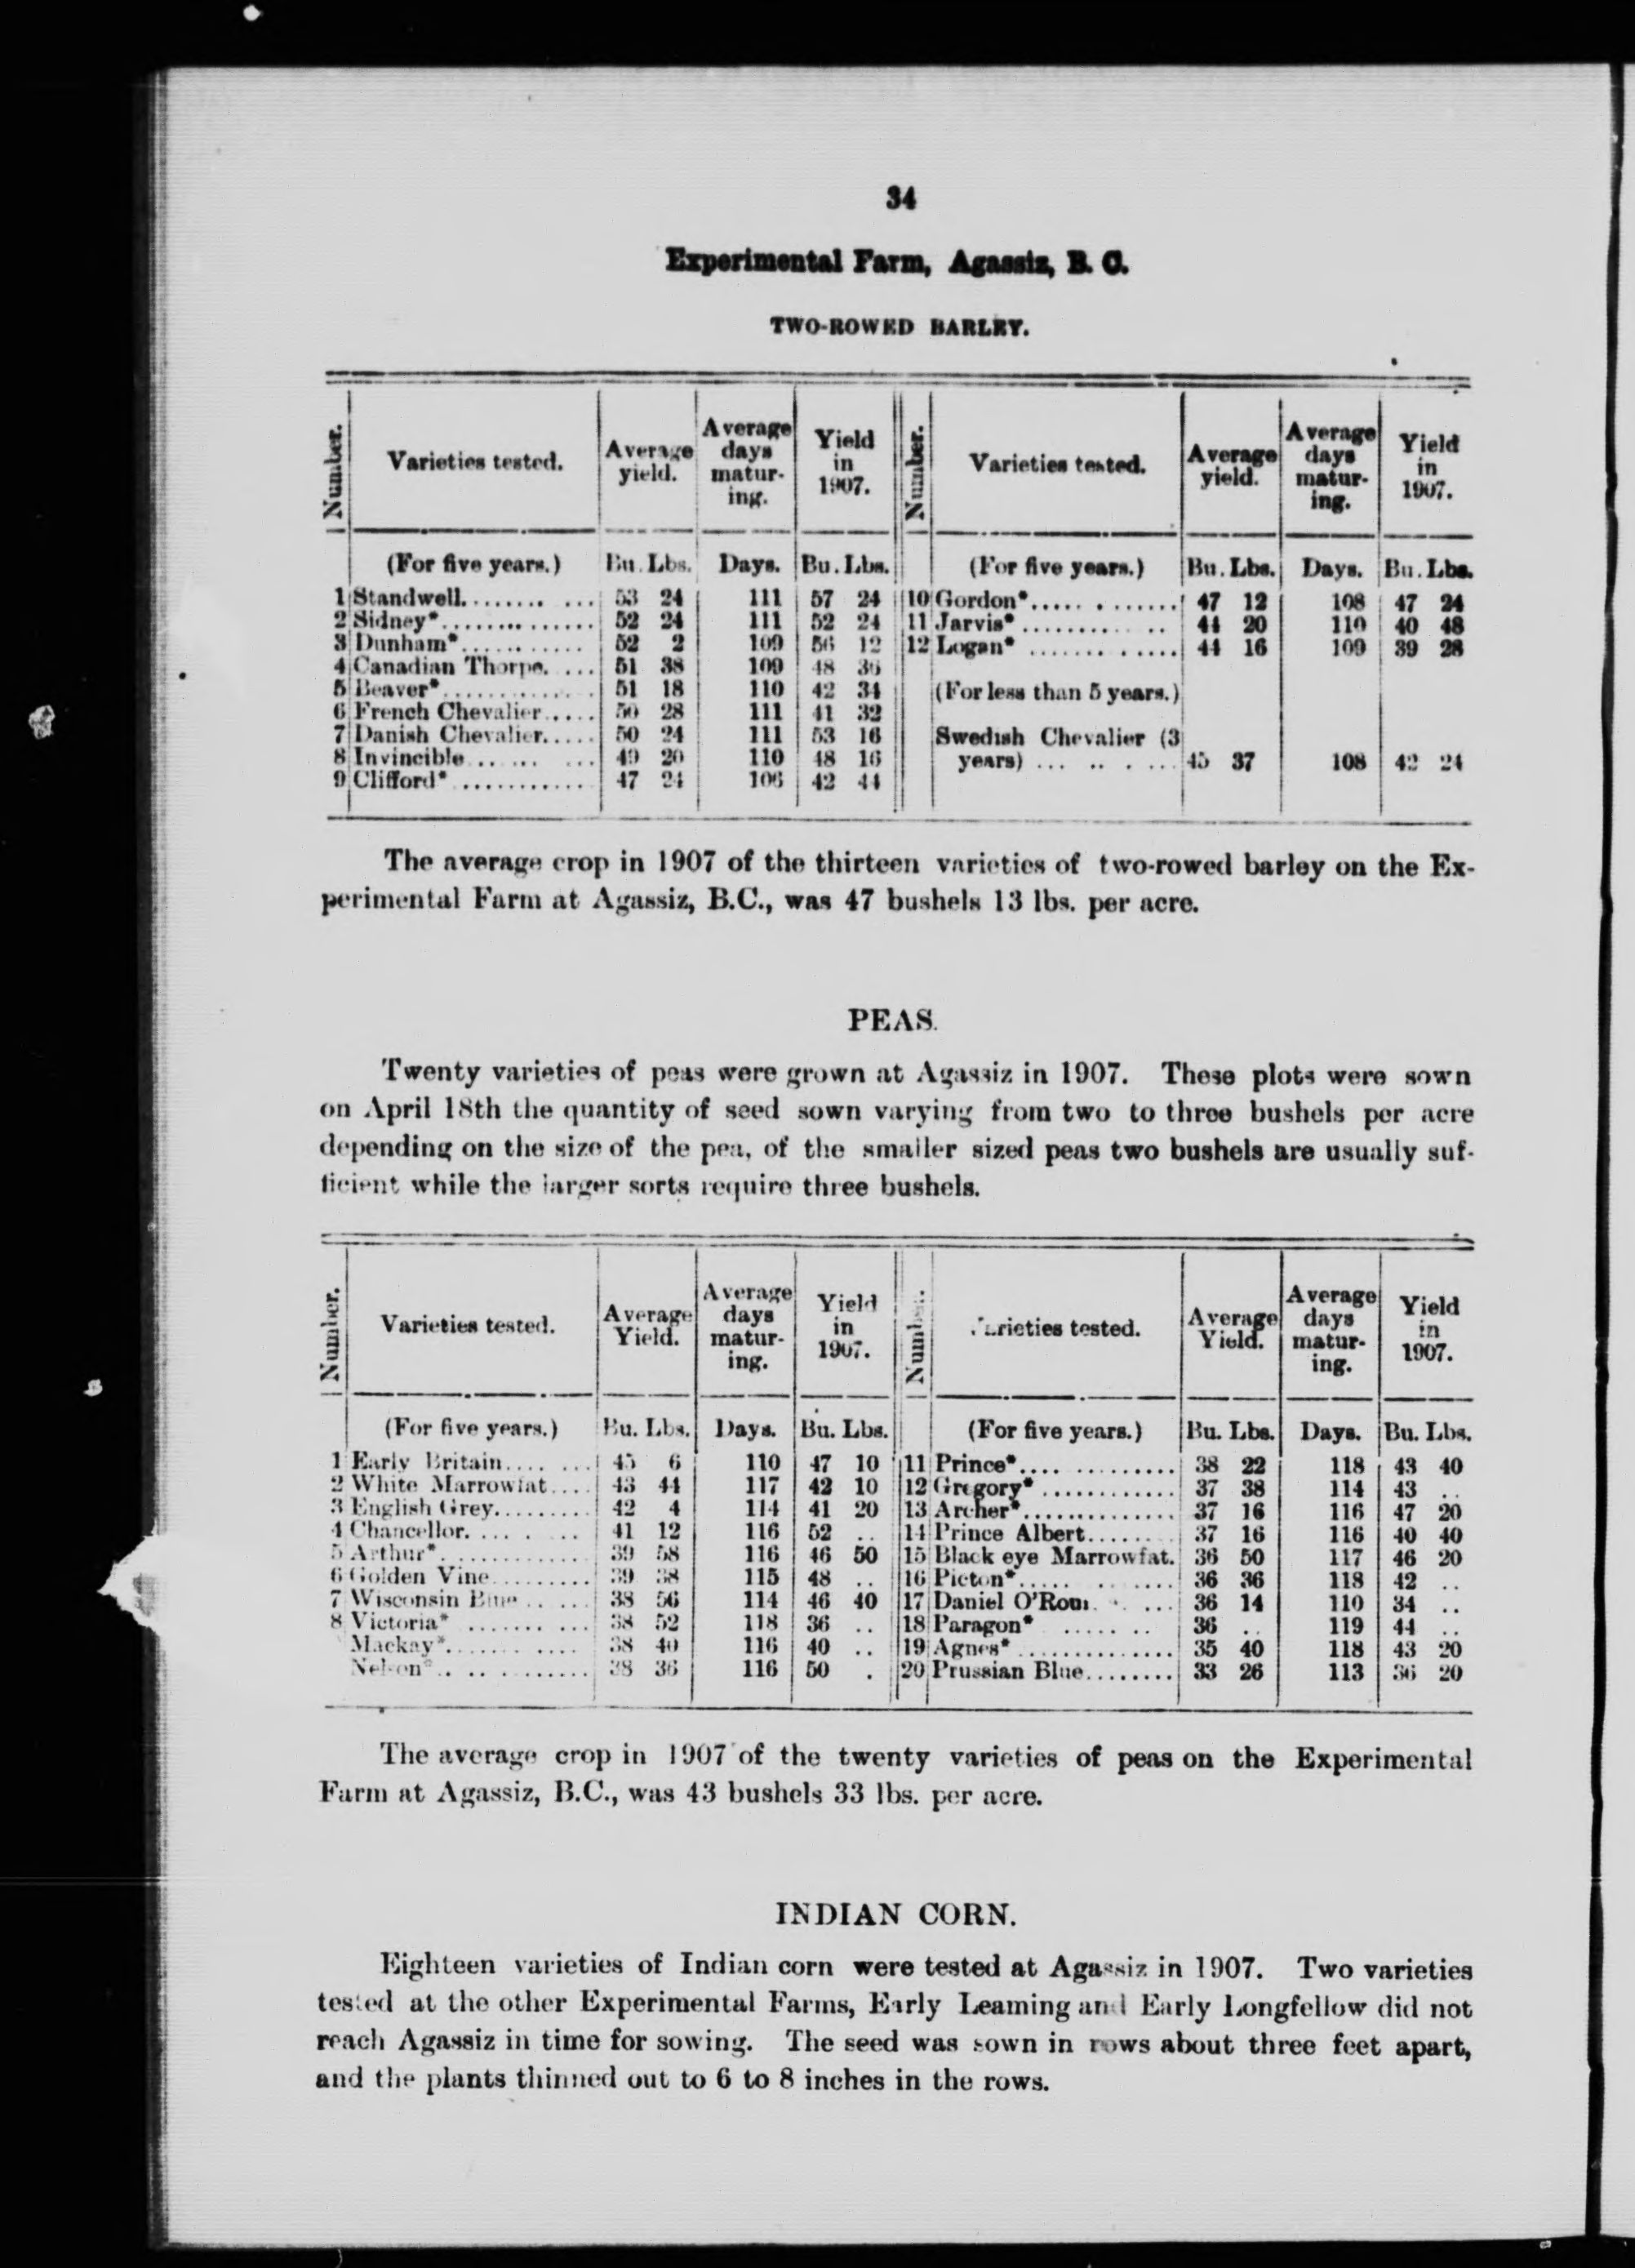 34
Experimental Farm, Agassiz, B. C.
TWO-ROWED BARLEY.
Number. Varieties tested. Average yield. Average days matur- ing. Yield in 1907. Number. Varieties tested. Average yield. Average days matur- ing. Yield in 1907.
(For five years.) Bu. Lbs. Days. Bu. Lbs. (For five years.) Bu. Lbs. Days. Bu. Lbs.
1 Standwell........ ... 53 24 111 57 24 10 Gordon*..... . ....... 47 12 108 47 24
2 Sidney*.............. 52 24 111 52 24 11 Jarvis* ........... .. 44 20 110 40 48
3 Dunham*... ......... 52 2 109 56 12 12 Logan* ....... . ..... 44 16 109 39 28
4 Canadian Thorpe. ... 51 38 109 48 36
5 Beaver*............. 51 18 110 42 34 (For less than 5 years.)
6 French Chevalier..... 50 28 111 41 32
7 Danish Chevalier..... 50 24 111 53 16 Swedish Chevalier (3
8 Invincible .. ... ... 49 20 110 48 16 years) ... .. . ... 45 37 108 42 24
9 Clifford* ............ 47 24 106 42 44
The average crop in 1907 of the thirteen varieties of two-rowed barley on the Ex-
perimental Farm at Agassiz, B.C., was 47 bushels 13 lbs. per acre.
PEAS.
Twenty varieties of peas were grown at Agassiz in 1907. These plots were sown
on April 18th the quantity of seed sown varying from two to three bushels per acre
depending on the size of the pea, of the smaller sized peas two bushels are usually suf-
ficient while the larger sorts require three bushels.
Number. Varieties tested. Average Yield. Average days matur- ing. Yield in 1907. Varieties tested. Average Yield. Average days matur- ing. Yield in 1907.
(For five years.) Bu. Lbs. Days. Bu. Lbs. (For five years.) Bu. Lbs. Days. Bu. Lbs.
1 Early Britain.... ... 45 6 110 47 10 11 Prince*.... .......... 38 22 118 43 40
2 White Marrowfat.... 43 44 117 42 10 12 Gregory* ............ 37 38 114 43 ..
3 English Grey.......... 42 4 114 41 20 13 Archer*.............. 37 16 116 47 20
4 Chancellor. ... . .... 41 12 116 52 .. 14 Prince Albert........ 37 16 116 40 40
5 Arthur*. ............ 39 58 116 46 50 15 Black eye Marrowfat. 36 50 117 46 20
6 Golden Vine.......... 39 38 115 48 .. 16 Picton*..... ........ 36 36 118 42 ..
7 Wisconsin Blue .. ... 38 56 114 46 40 17 Daniel O'Rou. . ... 36 14 110 34 ..
8 Victoria* ....... ... 38 52 118 36 .. 18 Paragon* ...... .. 36 .. 119 44 ..
Mackay*....... .... 38 40 116 40 .. 19 Agnes* .............. 35 40 118 43 20
Nelson*.. .. ........ 38 36 116 50 . 20 Prussian Blue........ 33 26 113 36 20
The average crop in 1907 of the twenty varieties of peas on the Experimental
Farm at Agassiz, B.C., was 43 bushels 33 lbs. per acre.
INDIAN CORN.
Eighteen varieties of Indian corn were tested at Agassiz in 1907. Two varieties
tested at the other Experimental Farms, Early Leaming and Early Longfellow did not
reach Agassiz in time for sowing. The seed was sown in rows about three feet apart,
and the plants thinned out to 6 to 8 inches in the rows.